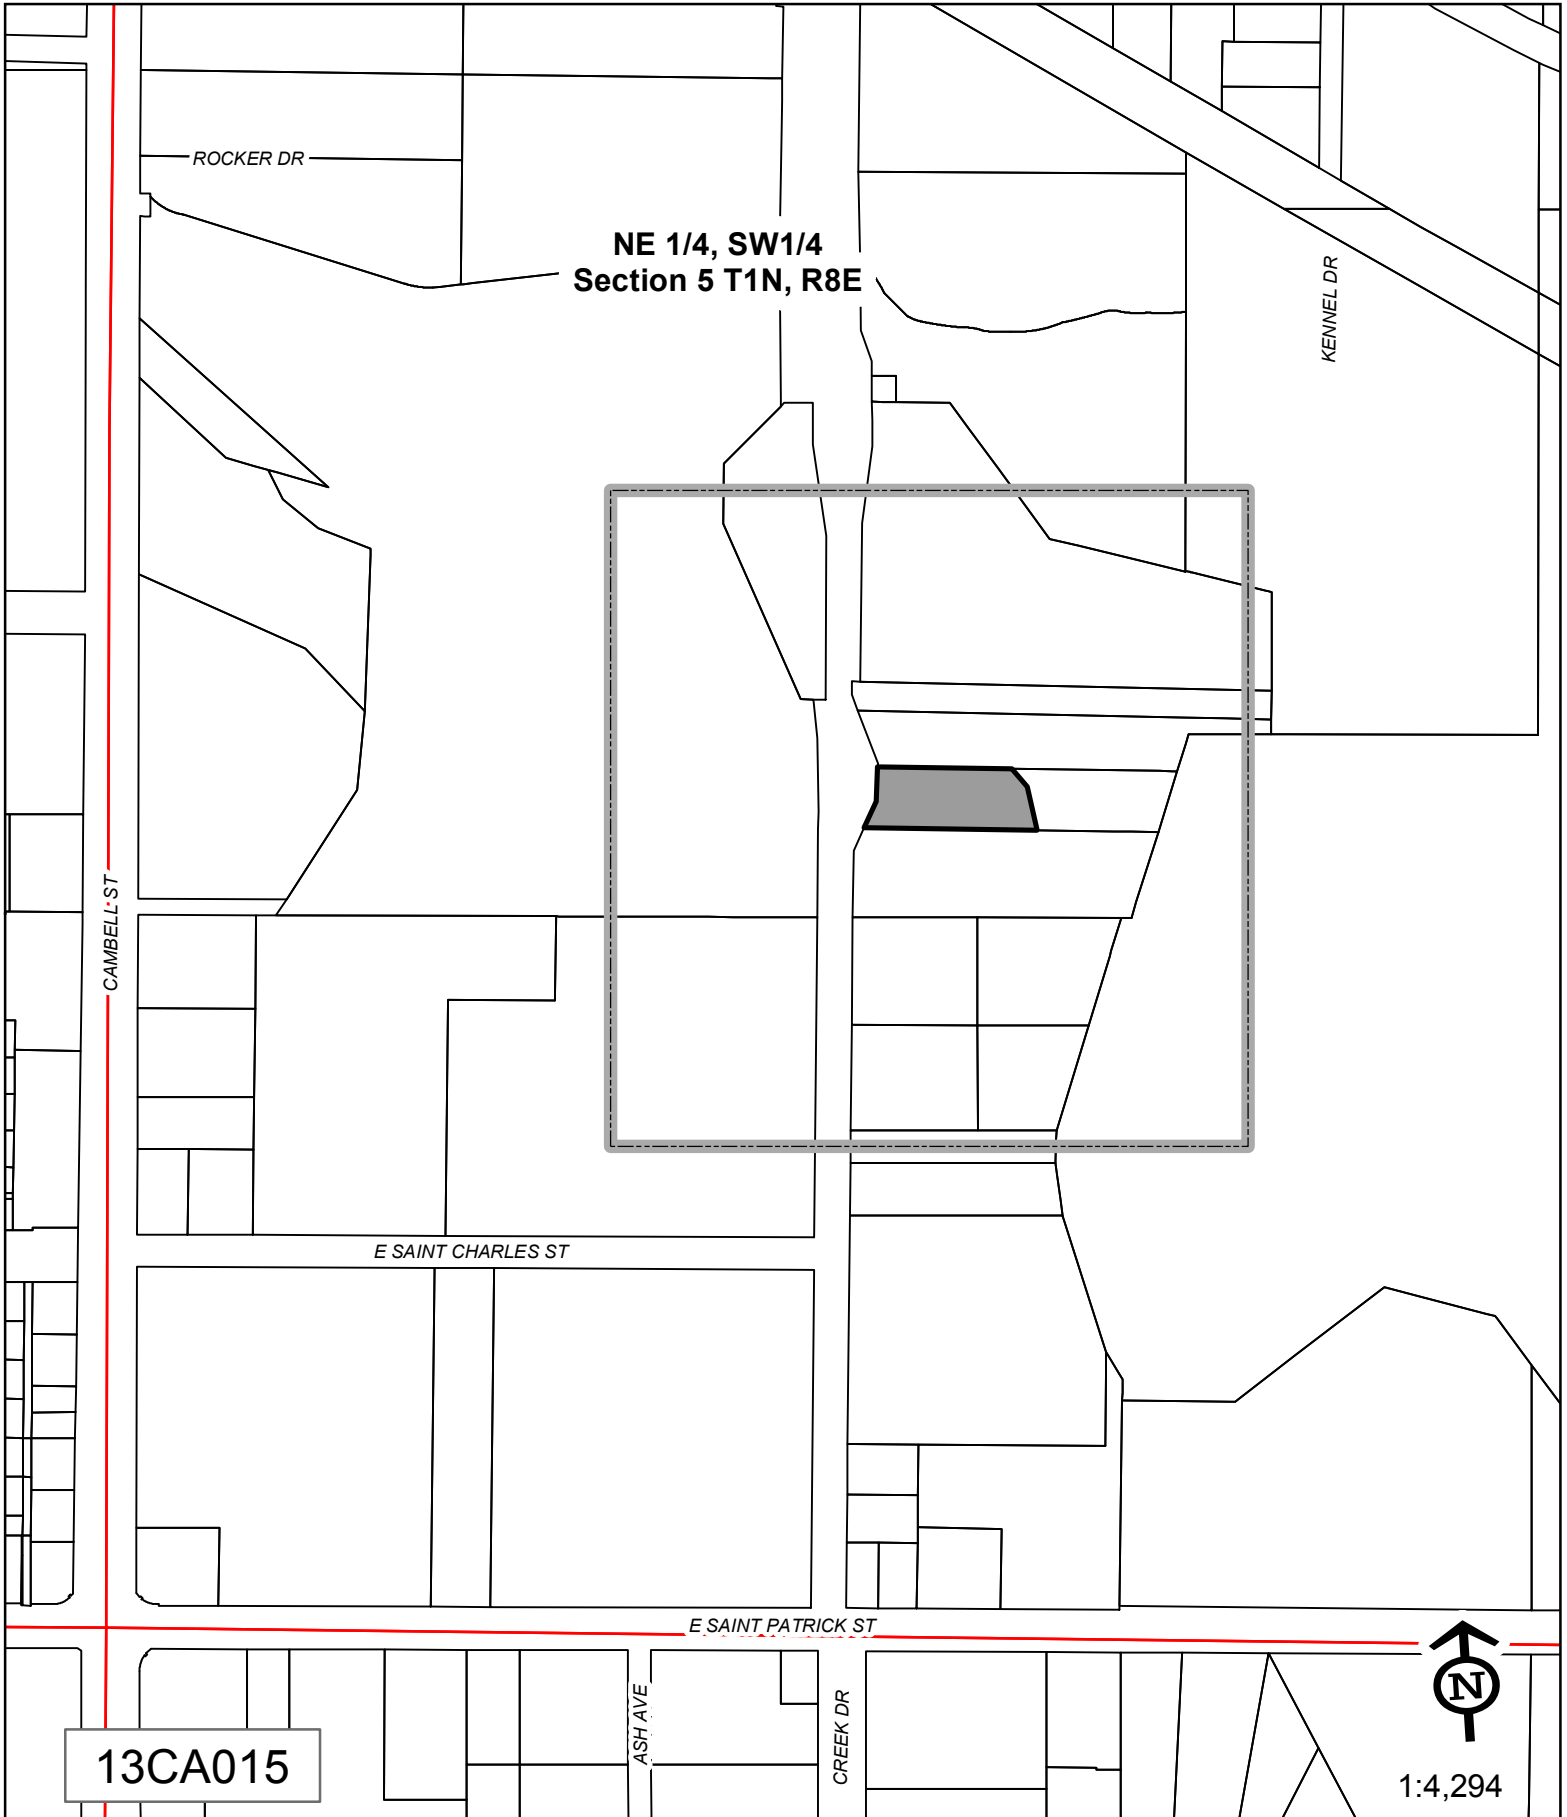 ROCKER DR
NE 1/4, SW1/4
Section 5 T1N, R8E
KENNEL DR
CAMBELL ST
E SAINT CHARLES ST
E SAINT PATRICK ST
ASH AVE
CREEK DR
N
13CA015
1:4,294